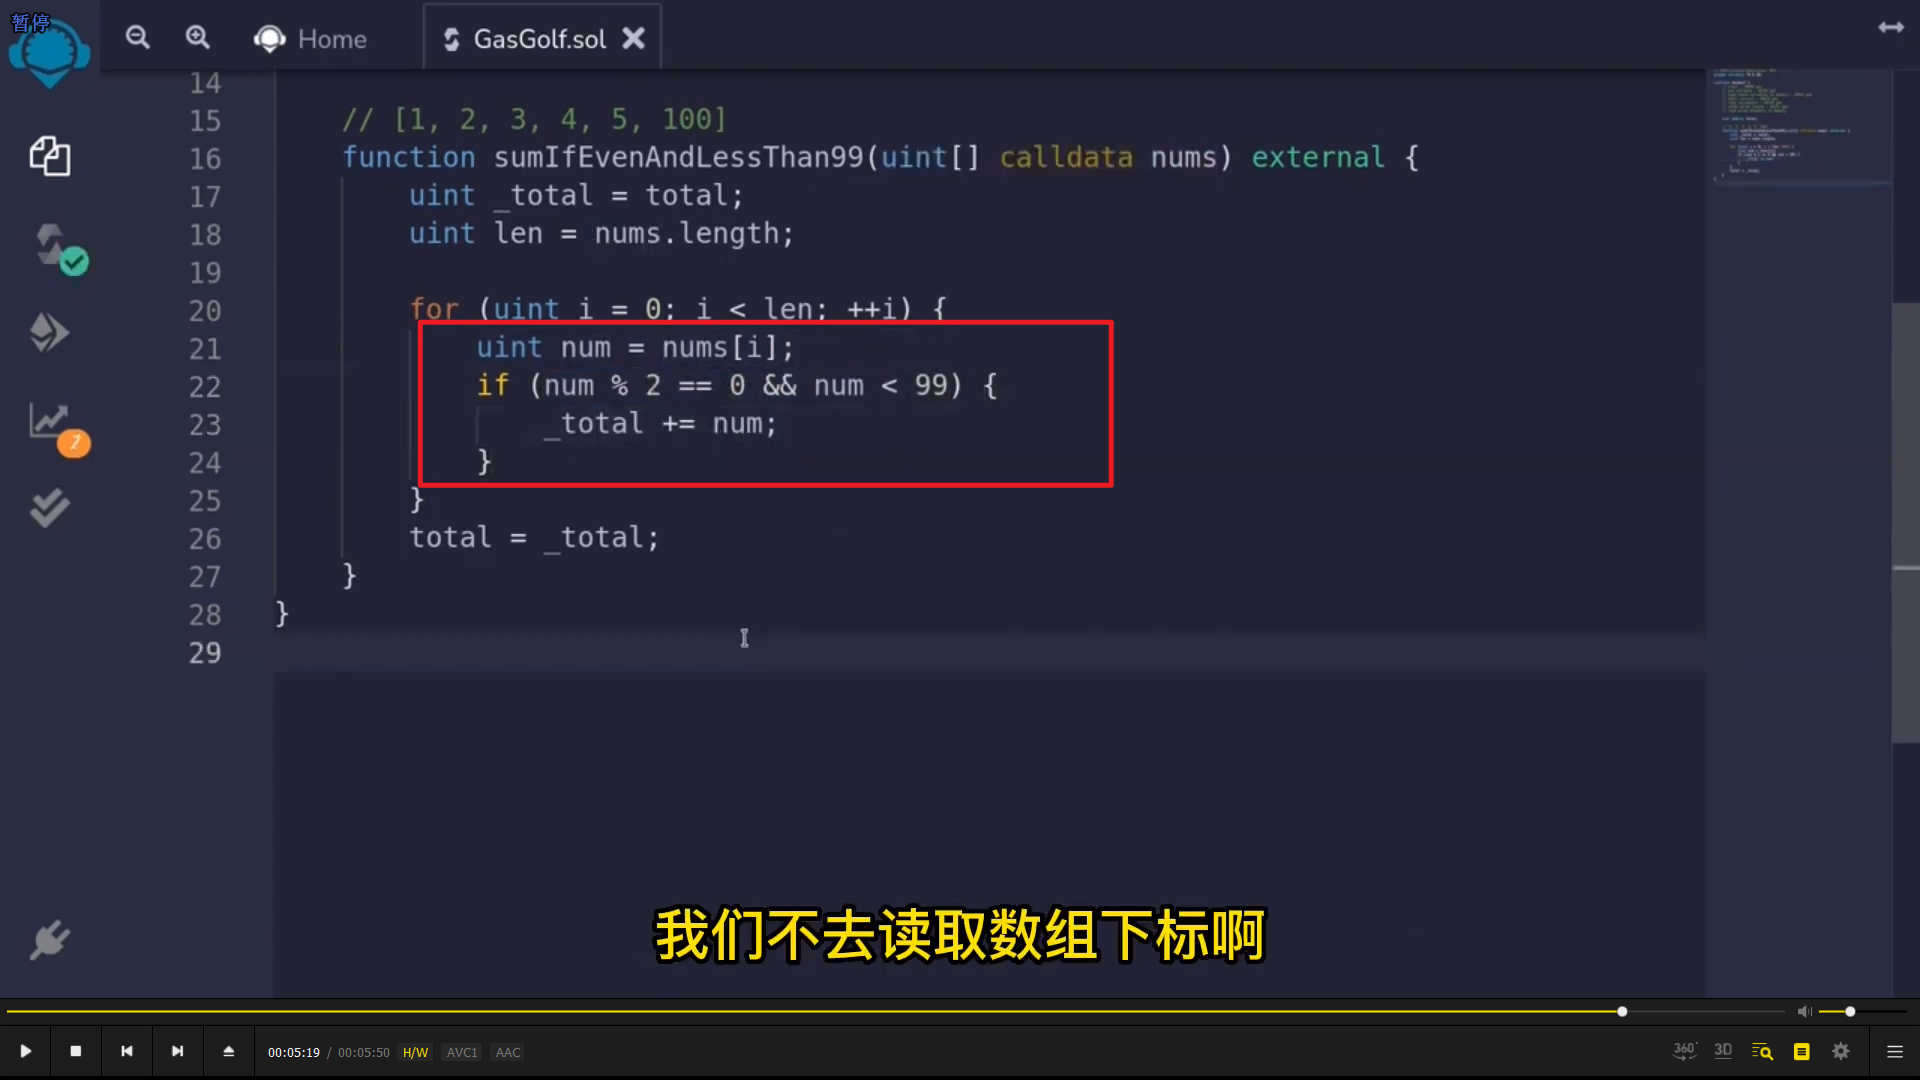 暂停
Home
GasGolf.sol
14
15 // [1, 2, 3, 4, 5, 100]
16 function sumIfEvenAndLessThan99(uint[] calldata nums) external {
17 uint _total = total;
18 uint len = nums.length;
19
20 for (uint i = 0; i < len; ++i) {
21 uint num = nums[i];
22 if (num % 2 == 0 && num < 99) {
23 _total += num;
24 }
25 }
26 total = _total;
27 }
28 }
29
我们不去读取数组下标啊
00:05:19 / 00:05:50 H/W AVC1 AAC
360° 3D